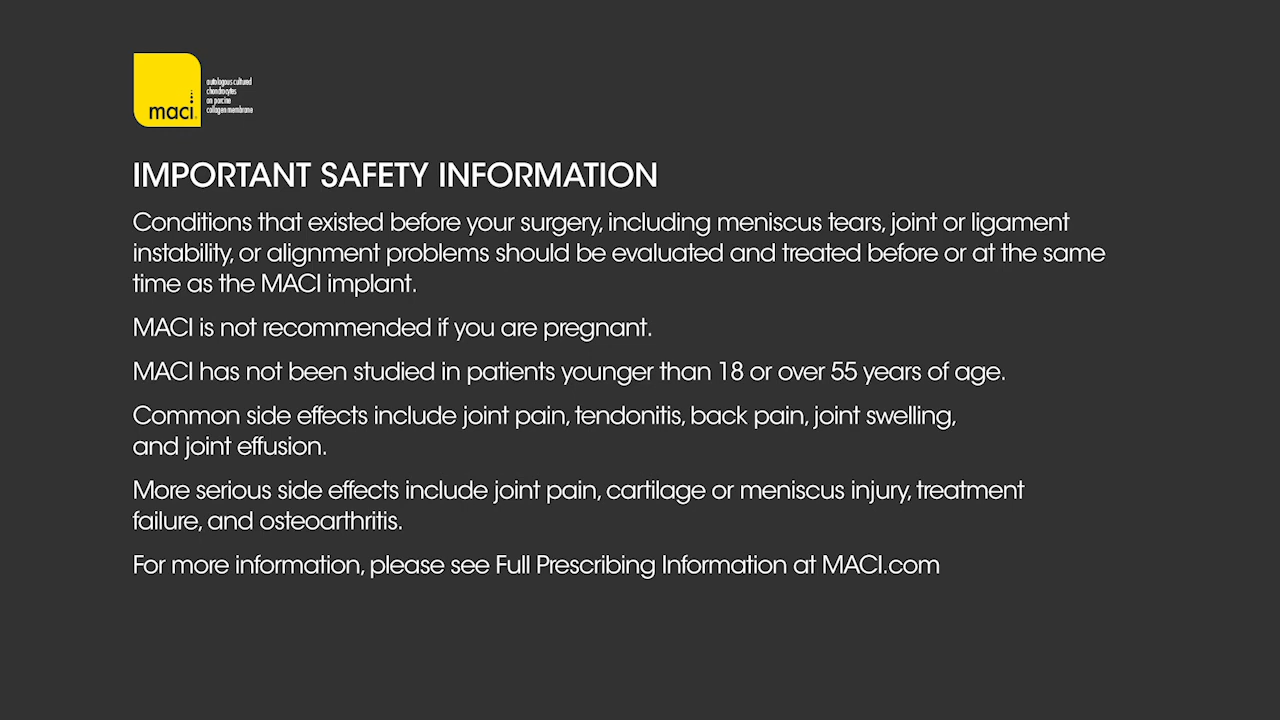 maci
autologous cultured
chondrocytes
on porcine
collagen membrane
IMPORTANT SAFETY INFORMATION
Conditions that existed before your surgery, including meniscus tears, joint or ligament
instability, or alignment problems should be evaluated and treated before or at the same
time as the MACI implant.
MACI is not recommended if you are pregnant.
MACI has not been studied in patients younger than 18 or over 55 years of age.
Common side effects include joint pain, tendonitis, back pain, joint swelling,
and joint effusion.
More serious side effects include joint pain, cartilage or meniscus injury, treatment
failure, and osteoarthritis.
For more information, please see Full Prescribing Information at MACI.com